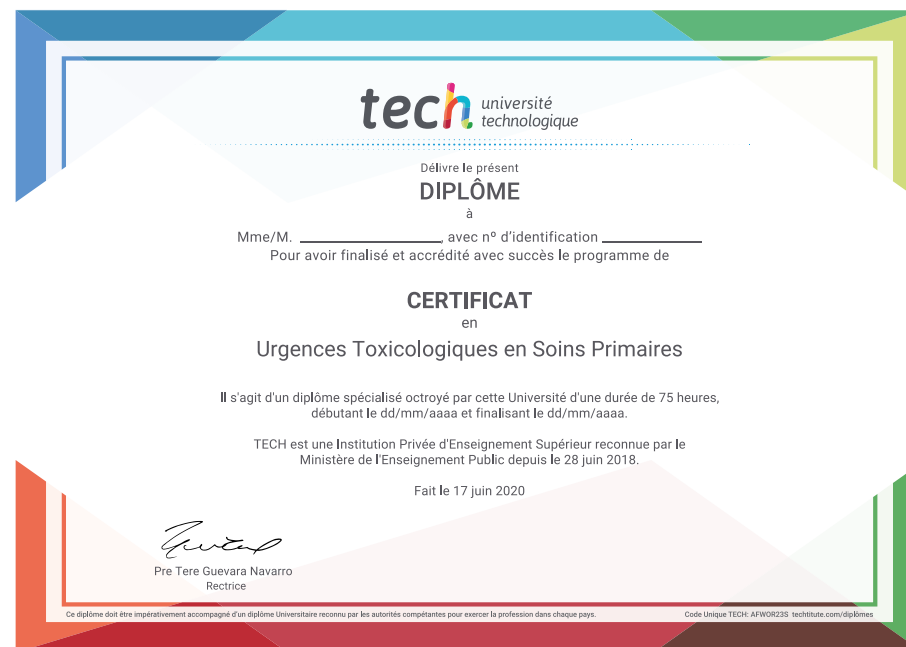 tech université
technologique
Délivre le présent
DIPLÔME
à
Mme/M. ____________________, avec nº d'identification ______________
Pour avoir finalisé et accrédité avec succès le programme de
CERTIFICAT
en
Urgences Toxicologiques en Soins Primaires
Il s'agit d'un diplôme spécialisé octroyé par cette Université d'une durée de 75 heures,
débutant le dd/mm/aaaa et finalisant le dd/mm/aaaa.
TECH est une Institution Privée d'Enseignement Supérieur reconnue par le
Ministère de l'Enseignement Public depuis le 28 juin 2018.
Fait le 17 juin 2020
Pre Tere Guevara Navarro
Rectrice
Ce diplôme doit être impérativement accompagné d'un diplôme Universitaire reconnu par les autorités compétantes pour exercer la profession dans chaque pays.
Code Unique TECH: AFWOR23S techtitute.com/diplômes